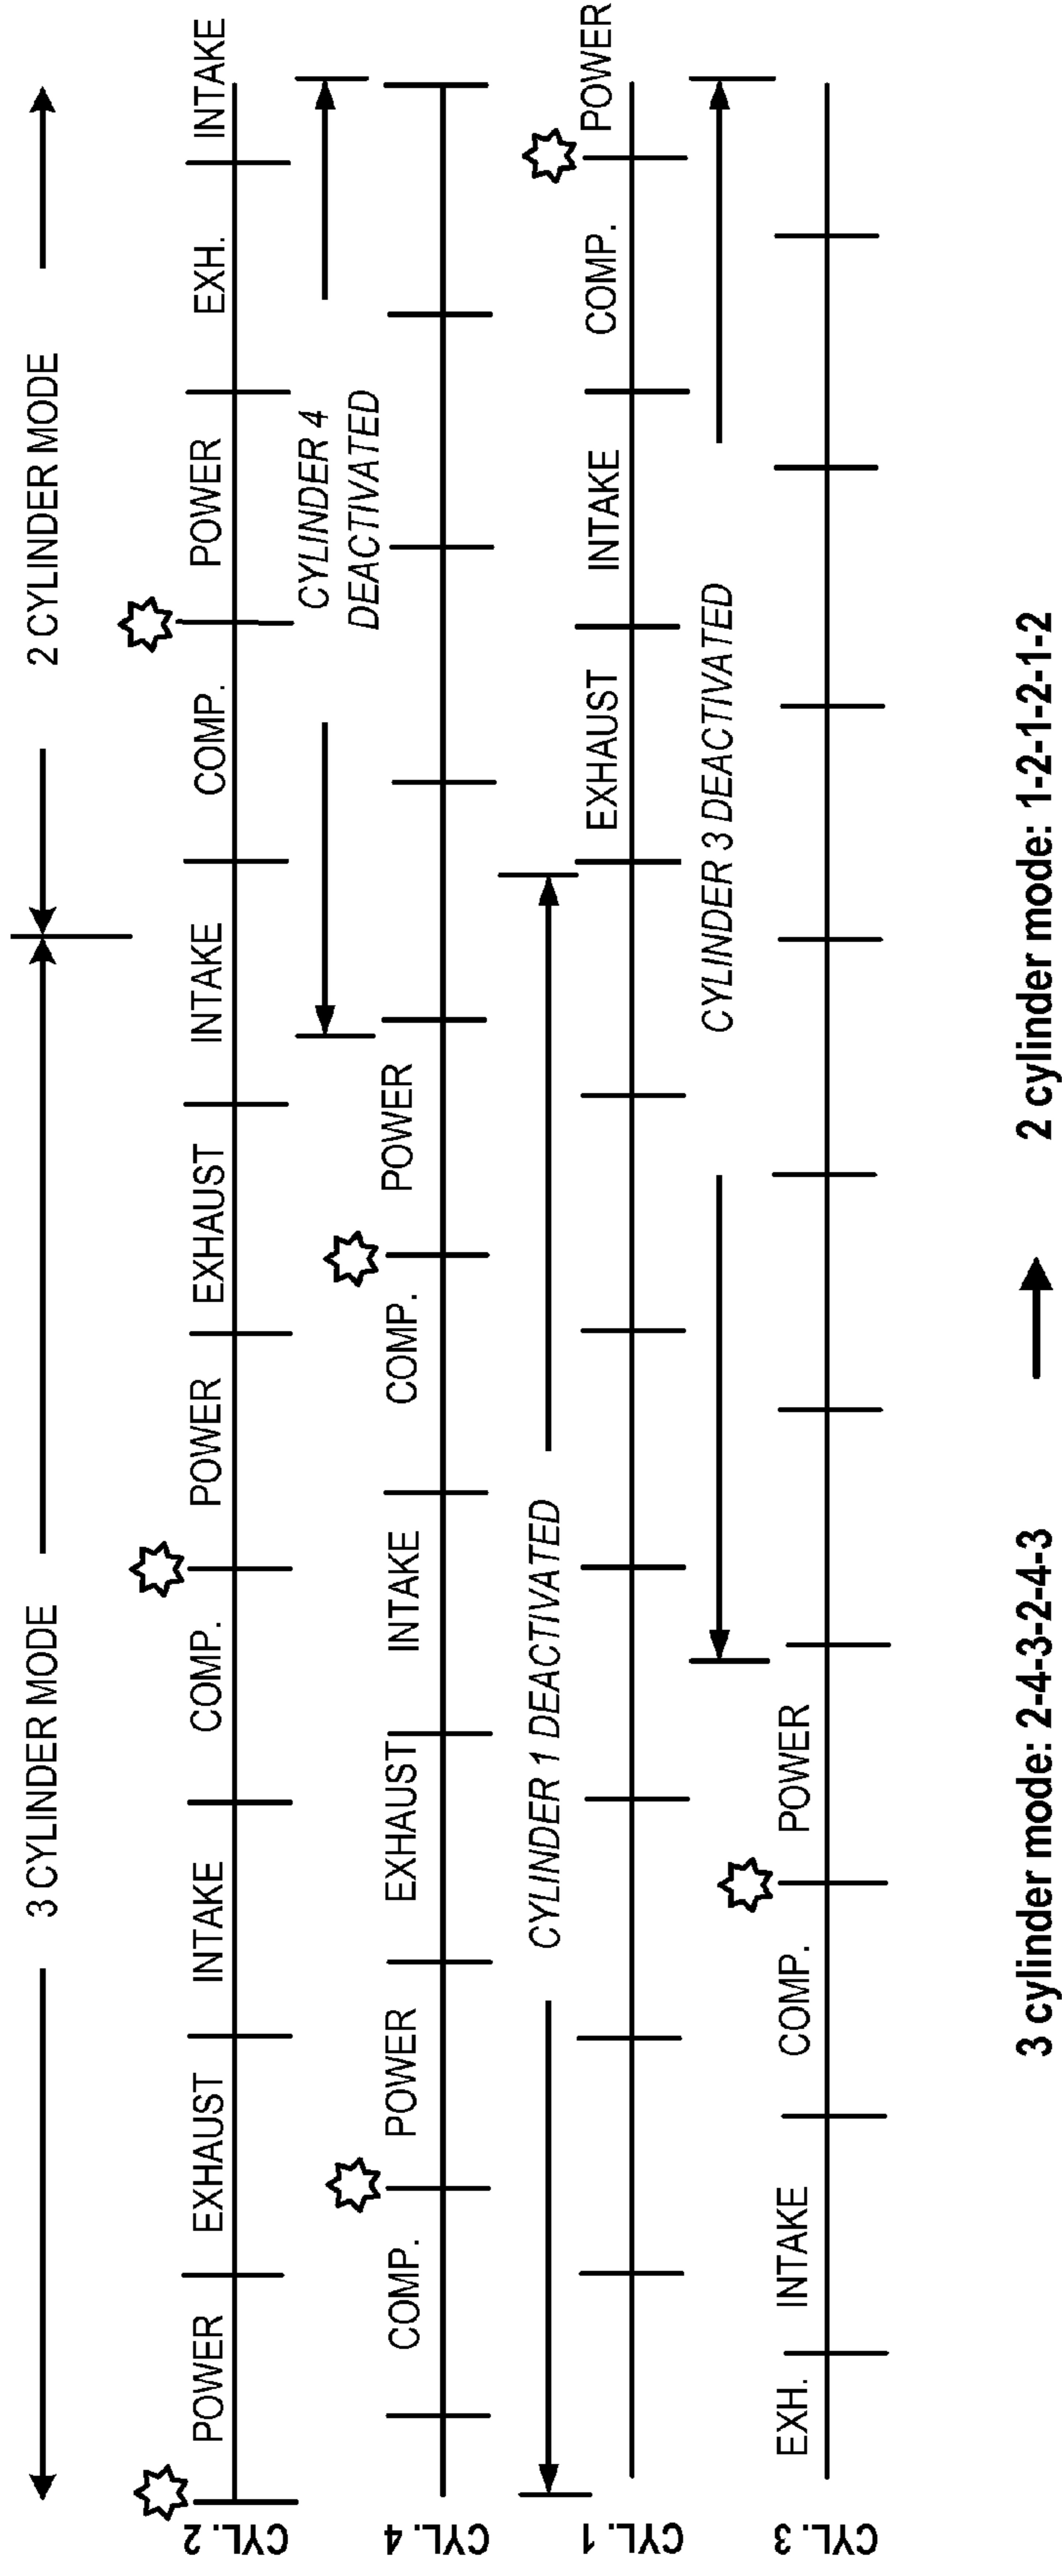 3 CYLINDER MODE 2 CYLINDER MODE
CYL. 2 POWER EXHAUST INTAKE COMP. POWER EXHAUST INTAKE COMP. POWER EXH. INTAKE
CYLINDER 4
DEACTIVATED
CYL. 4 COMP. POWER EXHAUST INTAKE COMP. POWER
CYLINDER 1 DEACTIVATED
CYL. 1 EXHAUST INTAKE COMP. POWER
CYLINDER 3 DEACTIVATED
CYL. 3 EXH. INTAKE COMP. POWER
3 cylinder mode: 2-4-3-2-4-3 2 cylinder mode: 1-2-1-2-1-2